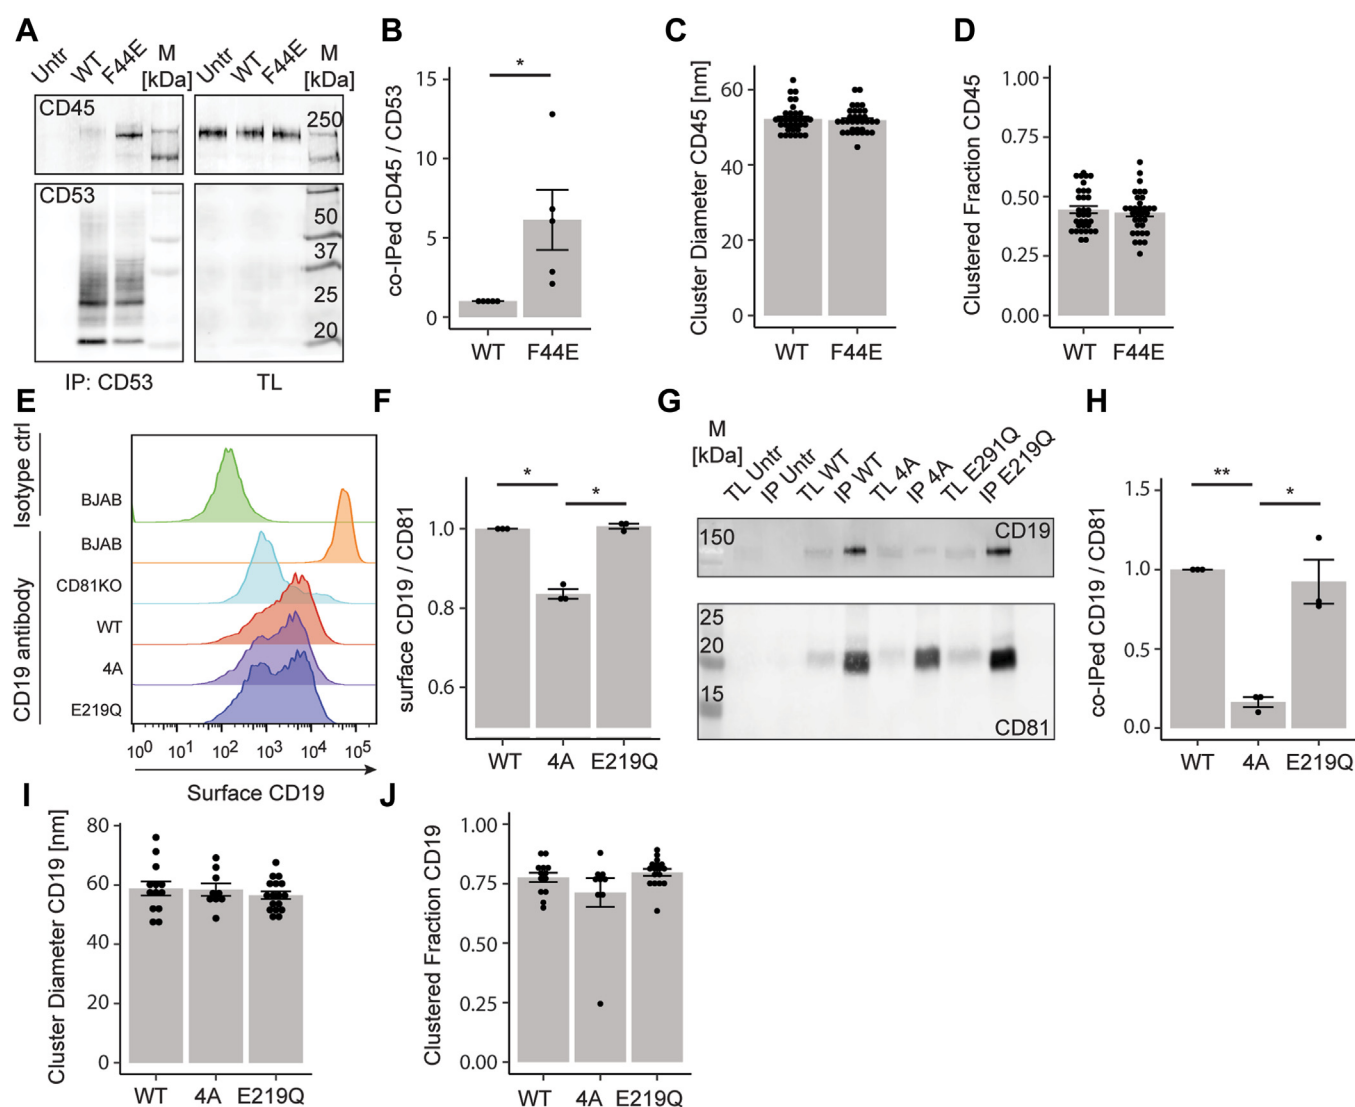 A
Untr WT F44E M [kDa] Untr WT F44E M [kDa]
CD45
250
CD53
50
37
25
20
IP: CD53 TL
B
*
co-IPed CD45 / CD53
15
10
5
0
WT F44E
C
Cluster Diameter CD45 [nm]
60
40
20
0
WT F44E
D
Clustered Fraction CD45
1.00
0.75
0.50
0.25
0.00
WT F44E
E
Isotype ctrl
CD19 antibody
BJAB
BJAB
CD81KO
WT
4A
E219Q
10⁰ 10¹ 10² 10³ 10⁴ 10⁵
Surface CD19
F
* *
surface CD19 / CD81
1.0
0.8
0.6
WT 4A E219Q
G
M [kDa] TL Untr IP Untr TL WT IP WT TL 4A IP 4A TL E291Q IP E219Q
150 CD19
25
20
15
CD81
H
** *
co-IPed CD19 / CD81
1.5
1.0
0.5
0.0
WT 4A E219Q
I
Cluster Diameter CD19 [nm]
80
60
40
20
0
WT 4A E219Q
J
Clustered Fraction CD19
1.00
0.75
0.50
0.25
0.00
WT 4A E219Q